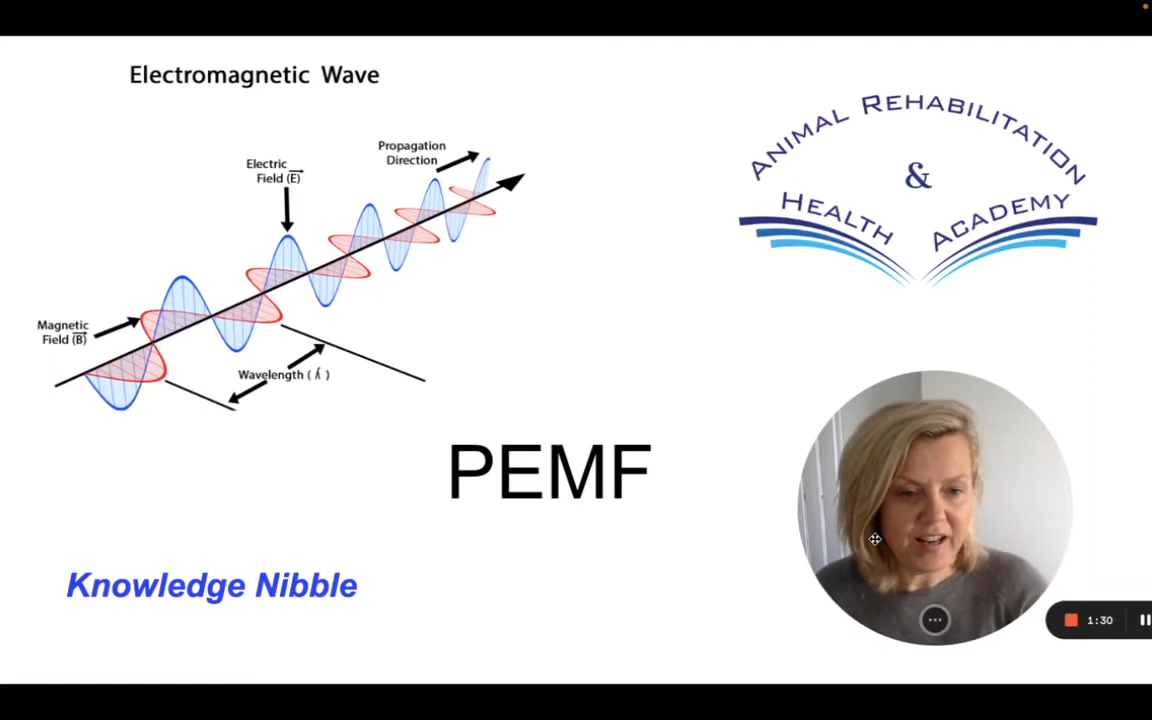 Electromagnetic Wave
Electric
Field (E)
Propagation
Direction
Magnetic
Field (B)
Wavelength ( λ )
ANIMAL REHABILITATION
&
HEALTH ACADEMY
PEMF
Knowledge Nibble
1:30